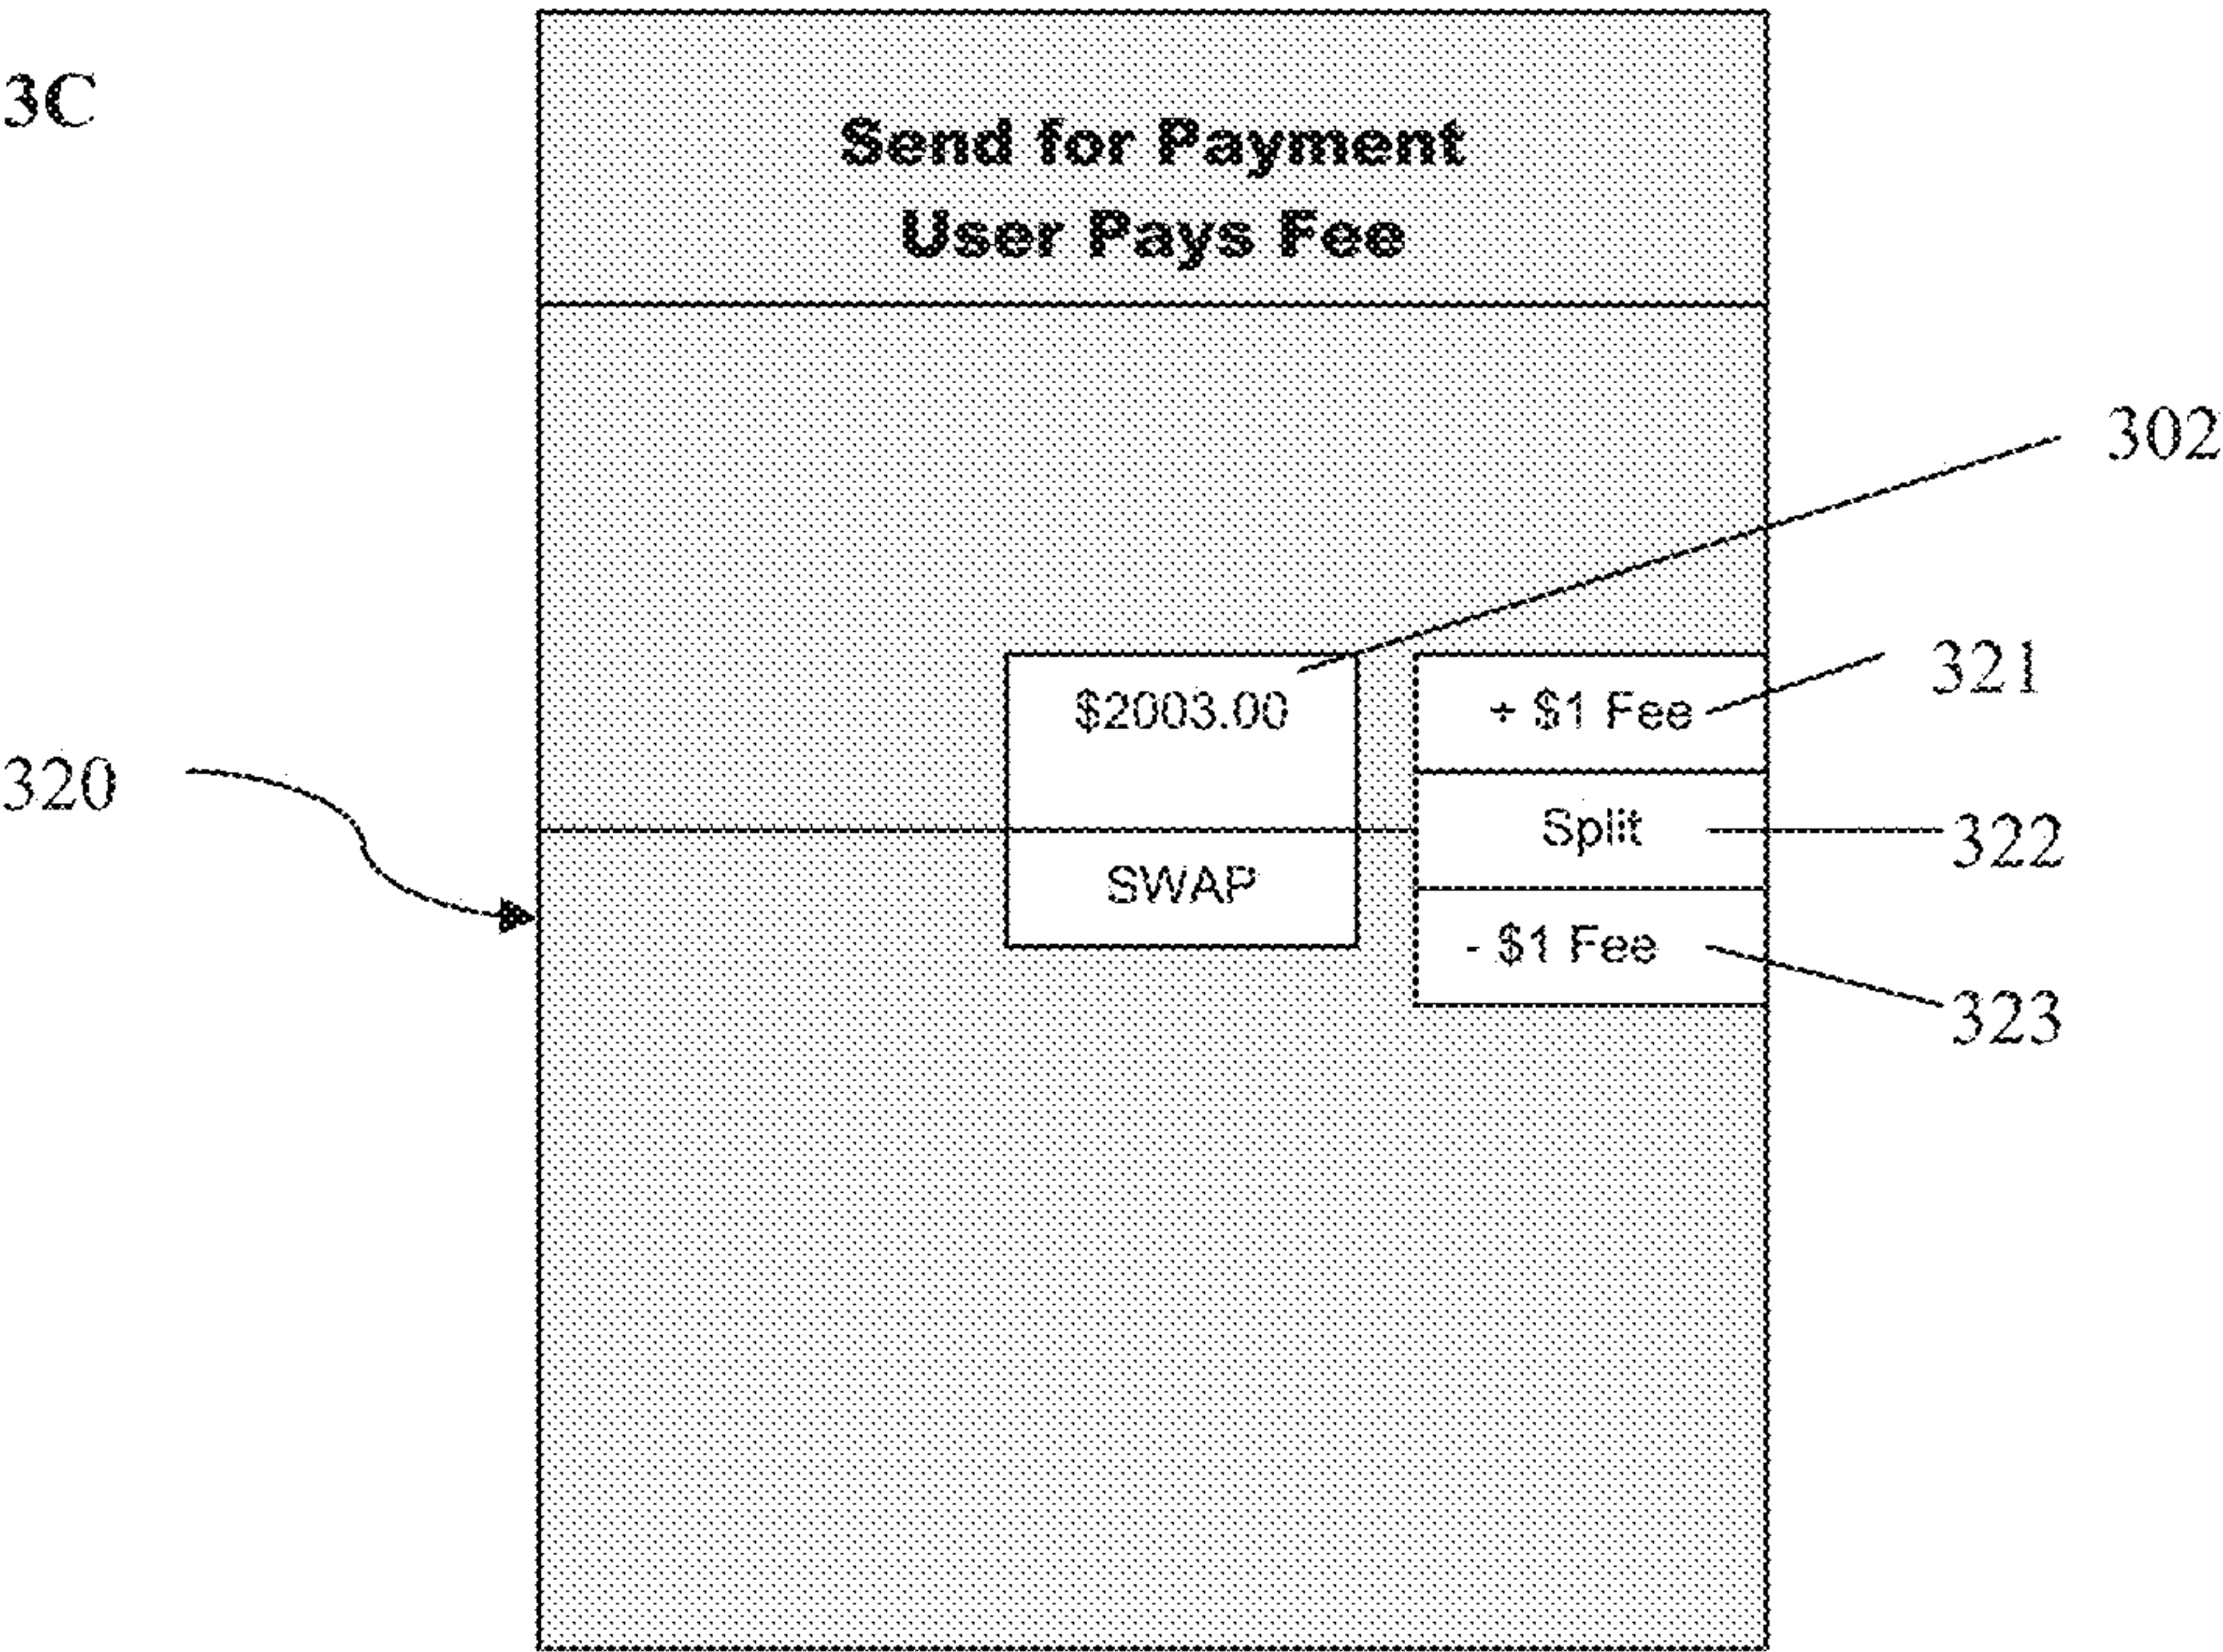 3C
Send for Payment
User Pays Fee
302
$2003.00
+ $1 Fee
321
320
Split
322
SWAP
- $1 Fee
323